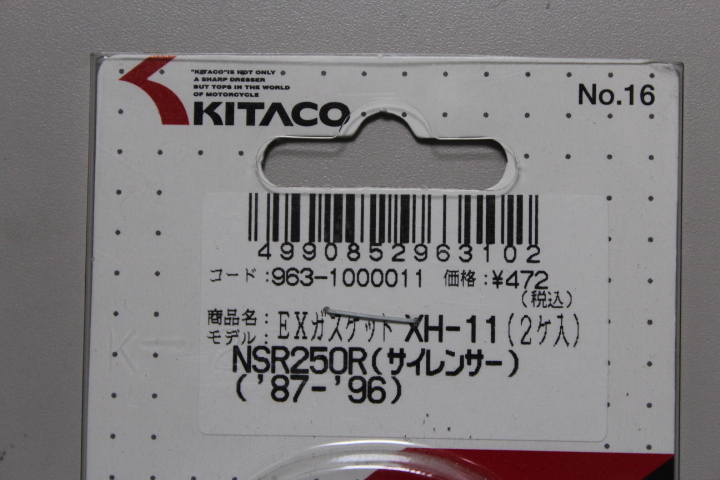 "KITACO" IS NOT ONLY
A SHARP DRESSER
BUT TOPS IN THE WORLD
OF MOTORCYCLE
KITACO
No.16
4990852963102
コード:963-1000011 価格:¥472
(税込)
商品名:EXガスケット XH-11(2ケ入)
モデル:
NSR250R(サイレンサー)
('87-'96)